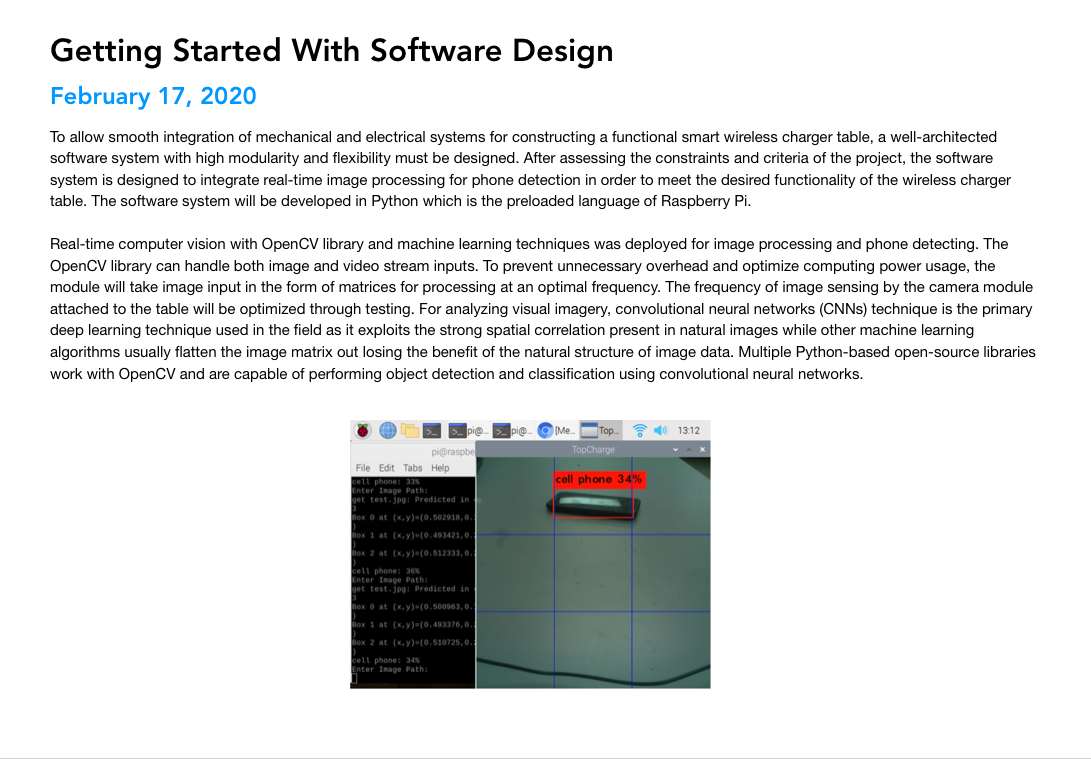 Getting Started With Software Design
February 17, 2020
To allow smooth integration of mechanical and electrical systems for constructing a functional smart wireless charger table, a well-architected
software system with high modularity and flexibility must be designed. After assessing the constraints and criteria of the project, the software
system is designed to integrate real-time image processing for phone detection in order to meet the desired functionality of the wireless charger
table. The software system will be developed in Python which is the preloaded language of Raspberry Pi.
Real-time computer vision with OpenCV library and machine learning techniques was deployed for image processing and phone detecting. The
OpenCV library can handle both image and video stream inputs. To prevent unnecessary overhead and optimize computing power usage, the
module will take image input in the form of matrices for processing at an optimal frequency. The frequency of image sensing by the camera module
attached to the table will be optimized through testing. For analyzing visual imagery, convolutional neural networks (CNNs) technique is the primary
deep learning technique used in the field as it exploits the strong spatial correlation present in natural images while other machine learning
algorithms usually flatten the image matrix out losing the benefit of the natural structure of image data. Multiple Python-based open-source libraries
work with OpenCV and are capable of performing object detection and classification using convolutional neural networks.
>_ >_ pi@... >_ pi@... [Me... Top... 13:12
pi@raspbe
TopCharge
File Edit Tabs Help
cell phone: 33%
Enter Image Path:
get test.jpg: Predicted in
3
Box 0 at (x,y)=(0.502918,0.
)
Box 1 at (x,y)=(0.493421,0.
)
Box 2 at (x,y)=(0.512333,0.
)
cell phone: 36%
Enter Image Path:
get test.jpg: Predicted in
3
Box 0 at (x,y)=(0.500963,0.
)
Box 1 at (x,y)=(0.493376,0.
)
Box 2 at (x,y)=(0.510725,0.
)
cell phone: 34%
Enter Image Path:
cell phone 34%